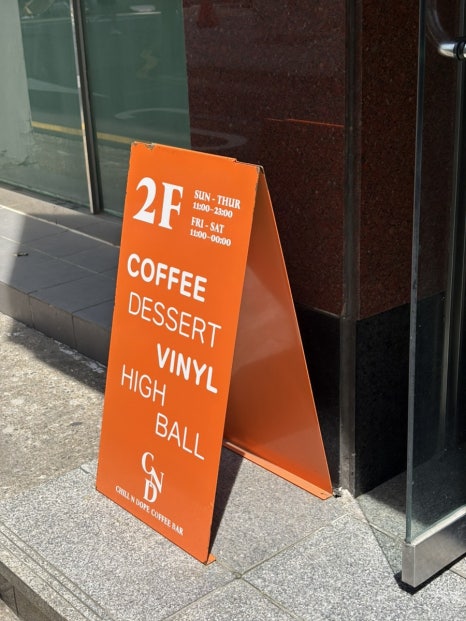 2F
SUN - THUR
11:00~23:00
FRI - SAT
11:00~00:00
COFFEE
DESSERT
VINYL
HIGH
BALL
CND
CHILL N DOPE COFFEE BAR